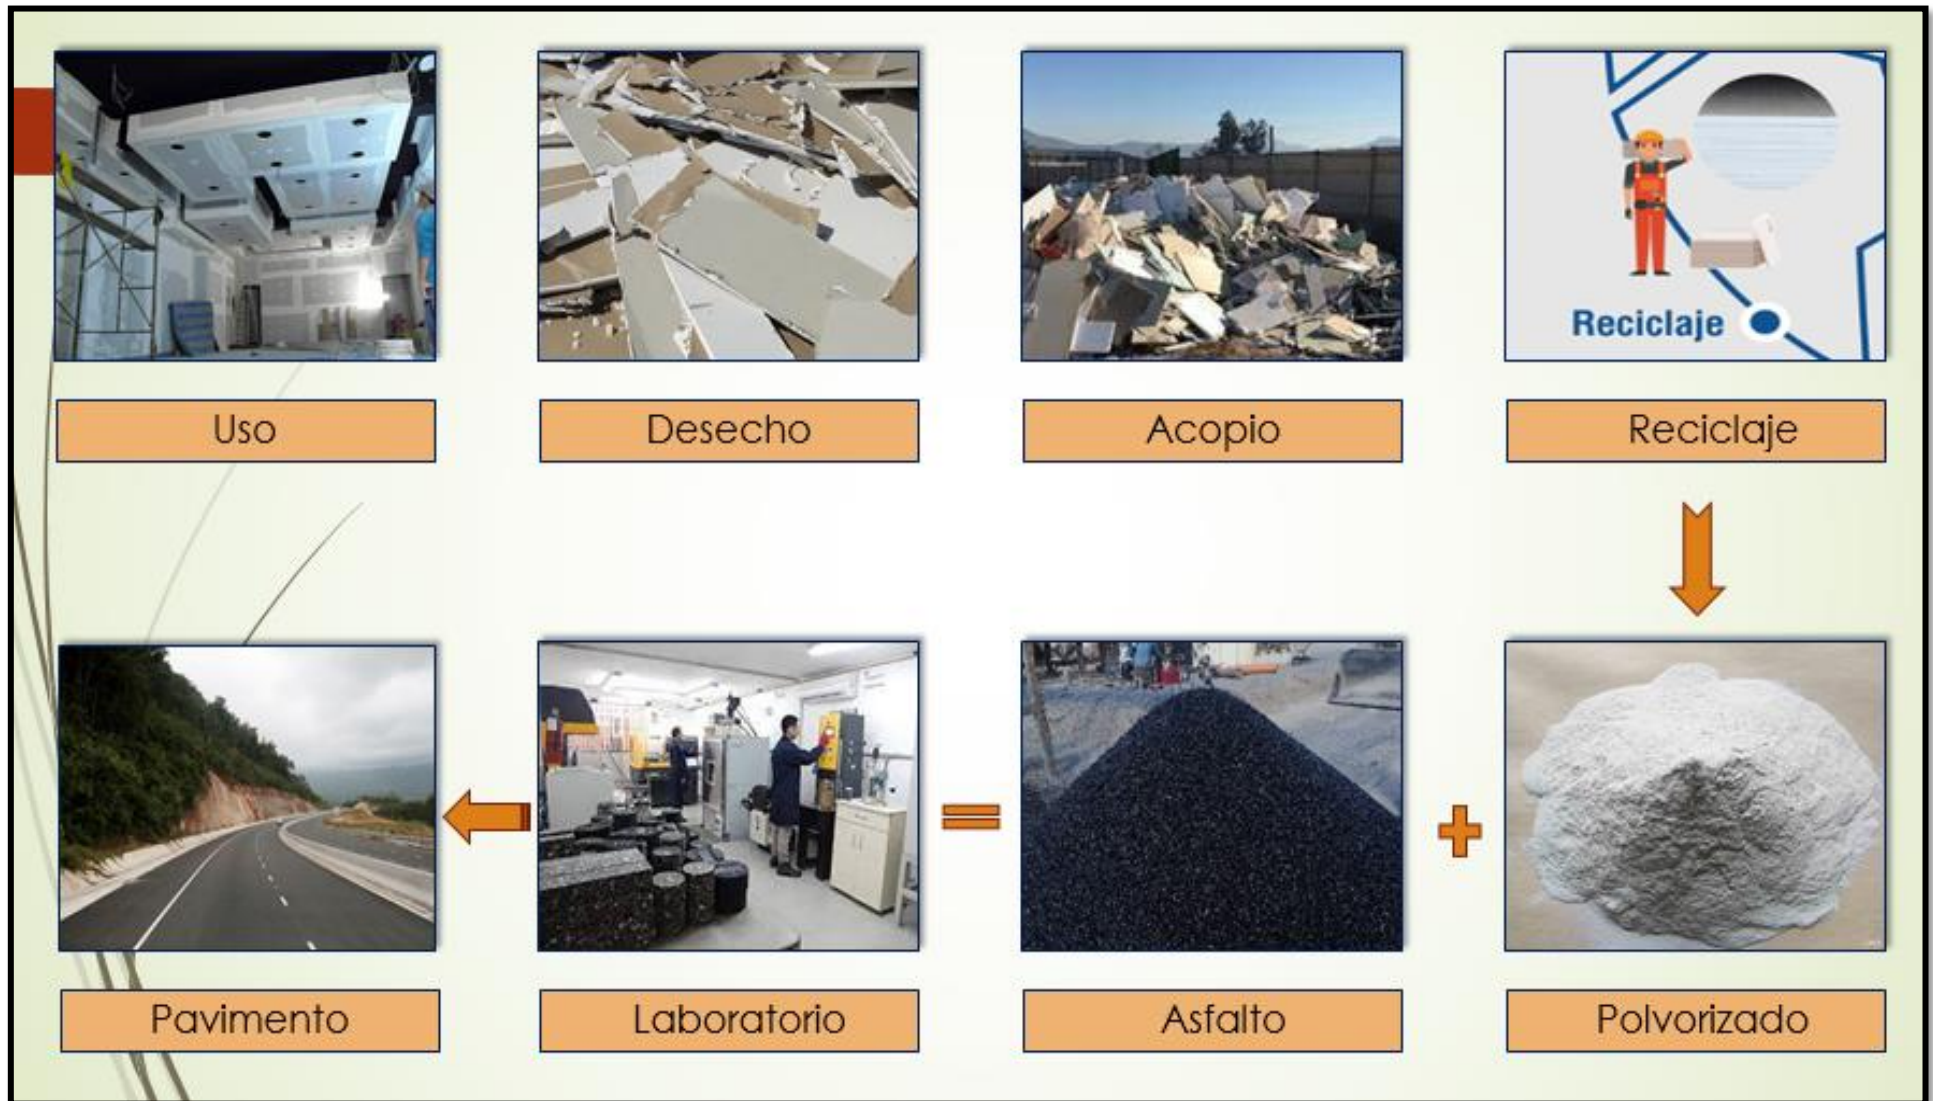 Reciclaje
Uso
Desecho
Acopio
Reciclaje
Pavimento
Laboratorio
Asfalto
Polvorizado